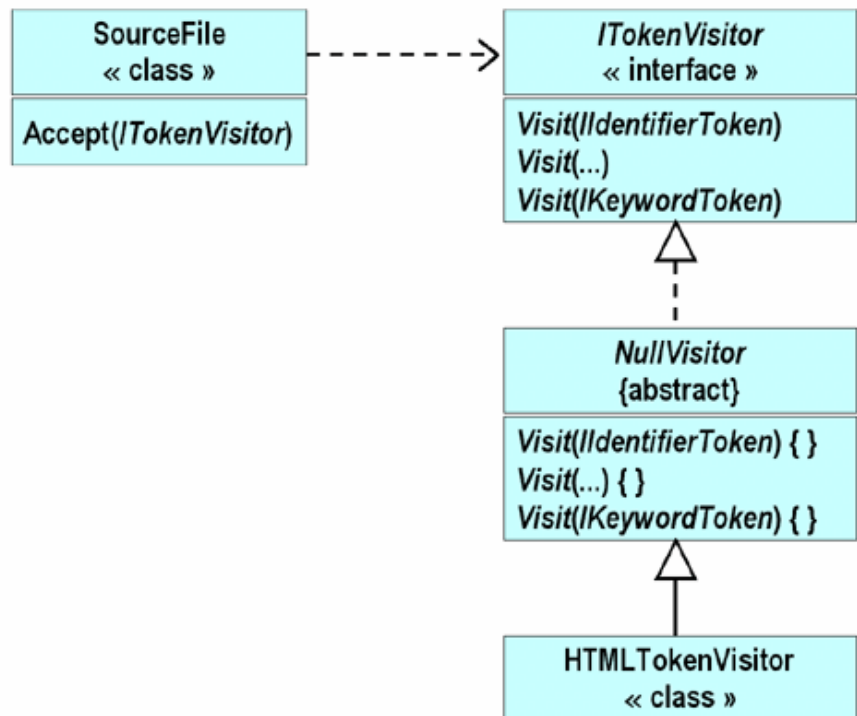 SourceFile
« class »
Accept(ITokenVisitor)
ITokenVisitor
« interface »
Visit(IIdentifierToken)
Visit(...)
Visit(IKeywordToken)
NullVisitor
{abstract}
Visit(IIdentifierToken) { }
Visit(...) { }
Visit(IKeywordToken) { }
HTMLTokenVisitor
« class »